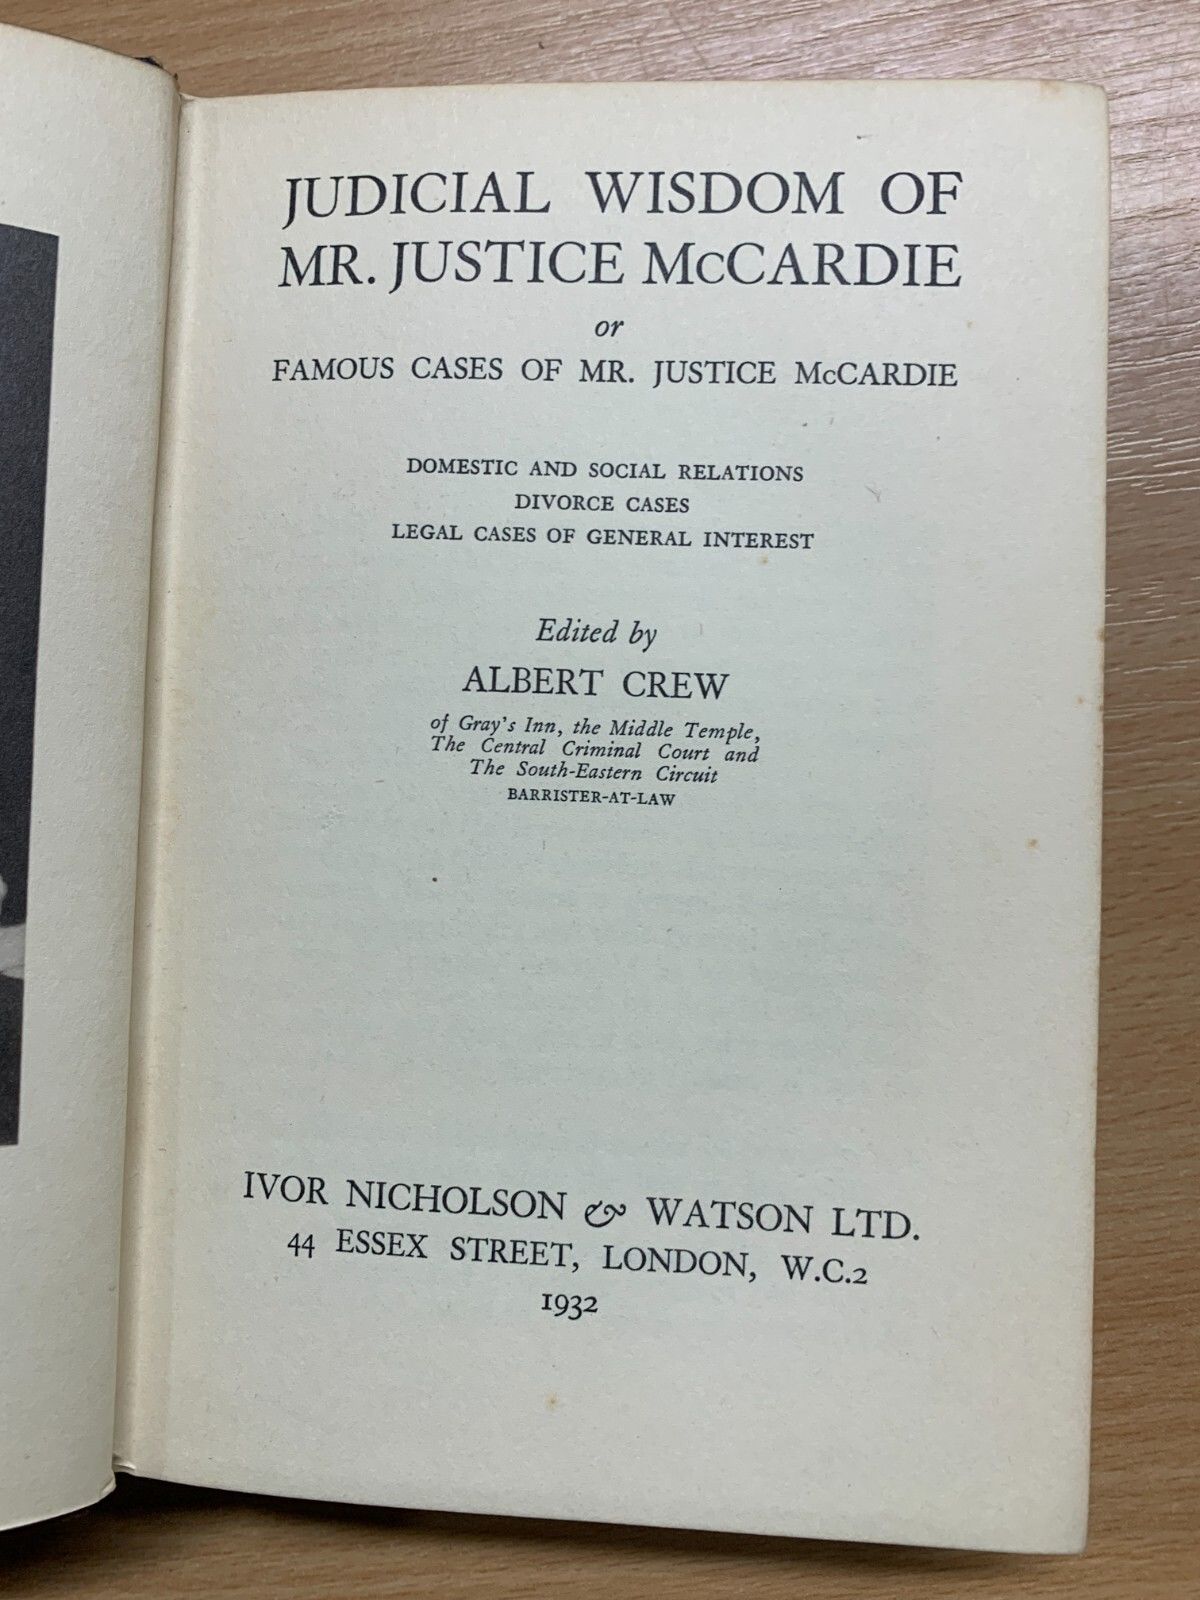 JUDICIAL WISDOM OF
MR. JUSTICE McCARDIE
or
FAMOUS CASES OF MR. JUSTICE McCARDIE
DOMESTIC AND SOCIAL RELATIONS
DIVORCE CASES
LEGAL CASES OF GENERAL INTEREST
Edited by
ALBERT CREW
of Gray's Inn, the Middle Temple,
The Central Criminal Court and
The South-Eastern Circuit
BARRISTER-AT-LAW
IVOR NICHOLSON & WATSON LTD.
44 ESSEX STREET, LONDON, W.C.2
1932